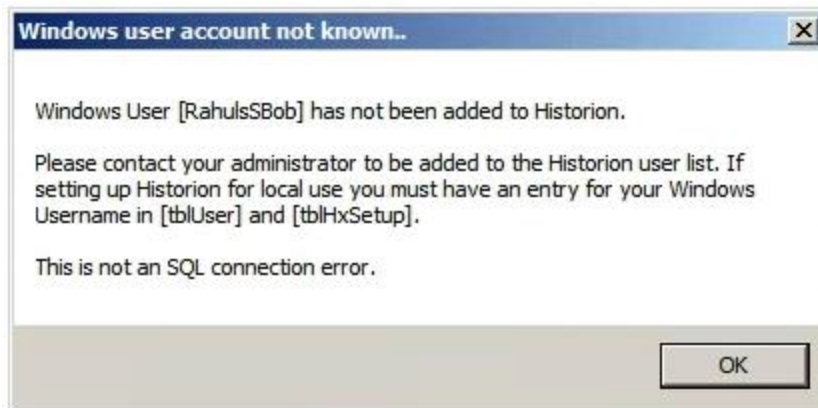 Windows user account not known..
Windows User [RahulsSBob] has not been added to Historion.
Please contact your administrator to be added to the Historion user list. If
setting up Historion for local use you must have an entry for your Windows
Username in [tblUser] and [tblHxSetup].
This is not an SQL connection error.
OK